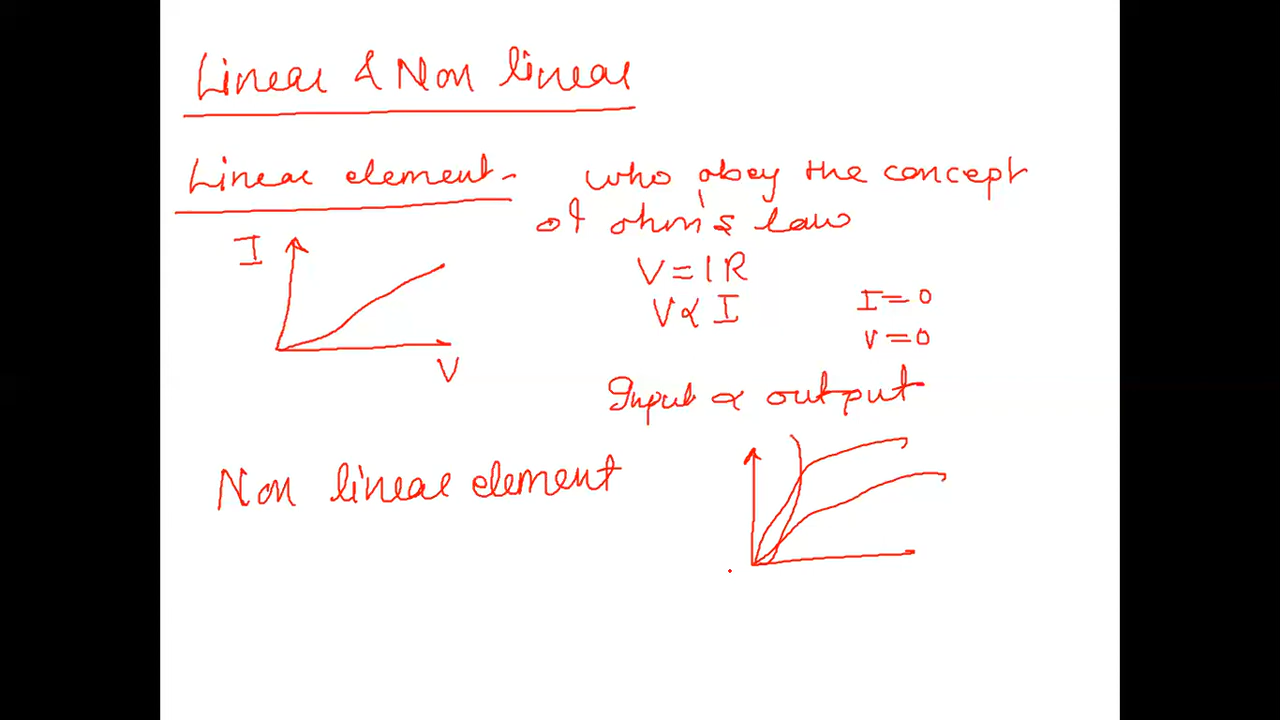 Linear & Non linear
Linear element - who obey the concept
of ohm's law
I
V = IR
V ∝ I
I = 0
V = 0
V
Input ∝ output
Non linear element